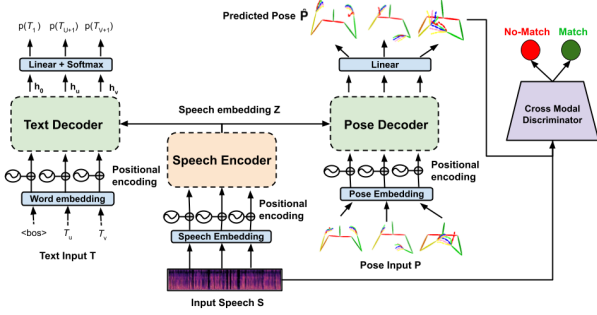 Predicted Pose P̂
p(T₁) p(Tᵤ₊₁) p(Tᵥ₊₁)
No-Match Match
Linear + Softmax
Linear
h₀ hᵤ hᵥ
Text Decoder
Speech embedding Z
Pose Decoder
Cross Modal
Discriminator
Speech Encoder
Positional
encoding
Positional
encoding
Word embedding
Pose Embedding
Positional
encoding
<bos> Tᵤ Tᵥ
Speech Embedding
Text Input T
Pose Input P
Input Speech S